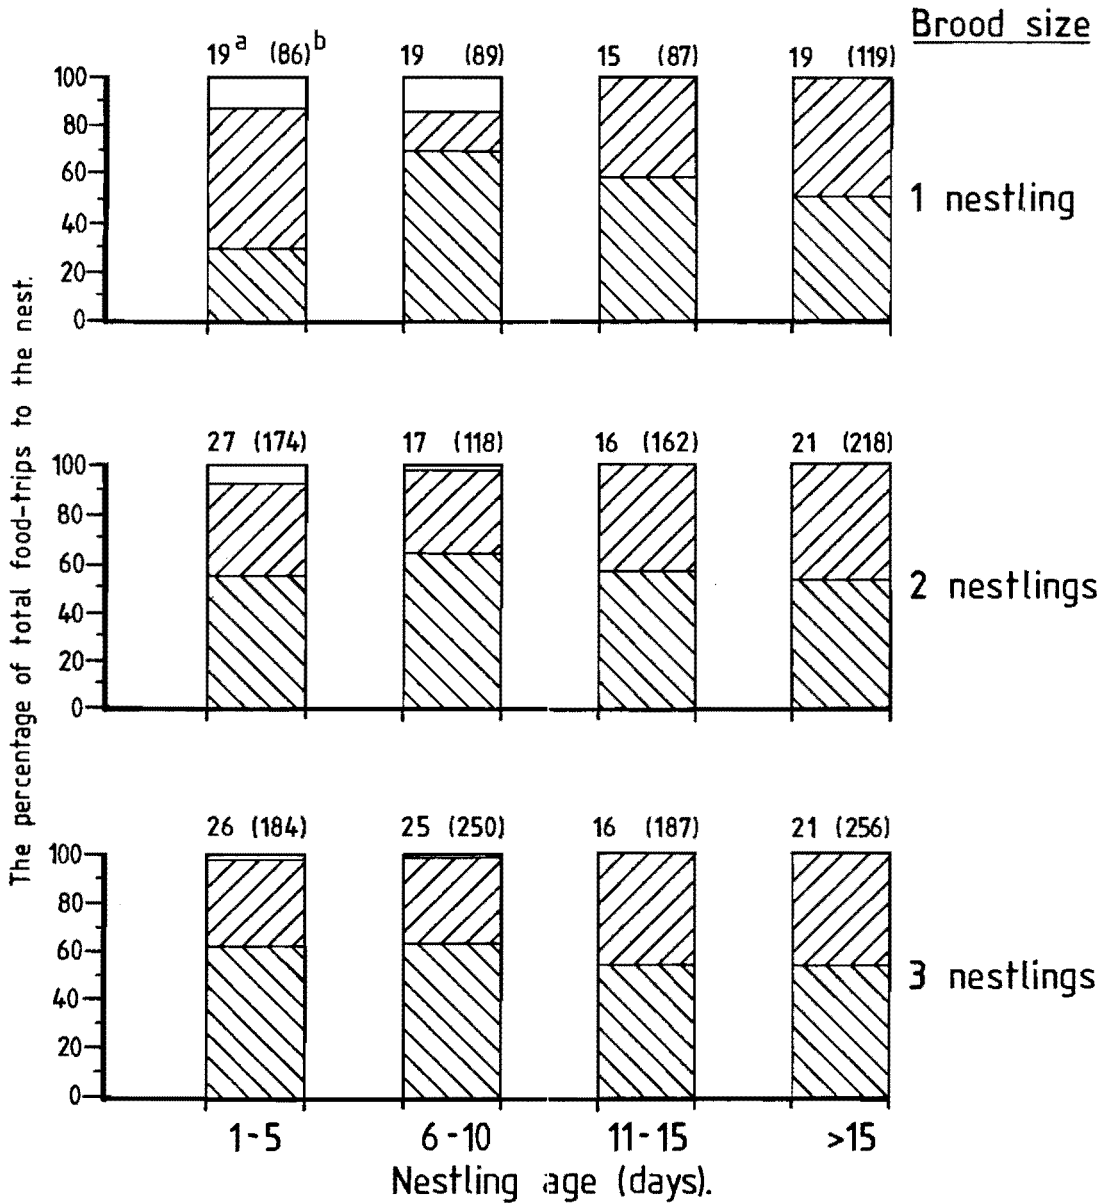 Brood size
19a (86)b 19 (89) 15 (87) 19 (119)
100
80
60
40
20
0
1 nestling
27 (174) 17 (118) 16 (162) 21 (218)
100
80
60
40
20
0
2 nestlings
26 (184) 25 (250) 16 (187) 21 (256)
100
80
60
40
20
0
3 nestlings
The percentage of total food-trips to the nest.
1-5 6-10 11-15 >15
Nestling age (days).